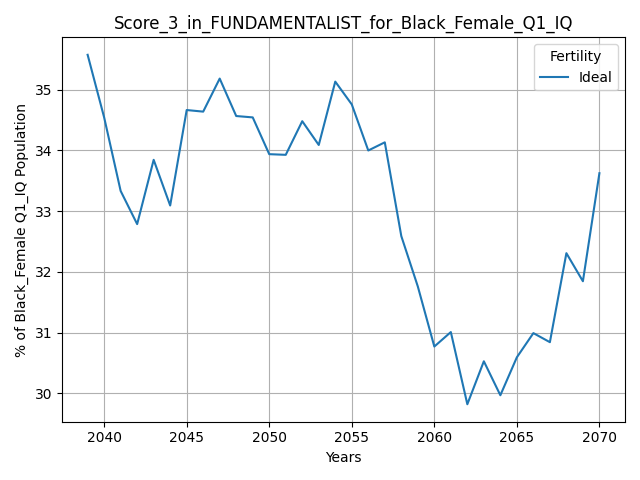 Score_3_in_FUNDAMENTALIST_for_Black_Female_Q1_IQ
Fertility
Ideal
% of Black_Female Q1_IQ Population
35
34
33
32
31
30
2040
2045
2050
2055
2060
2065
2070
Years